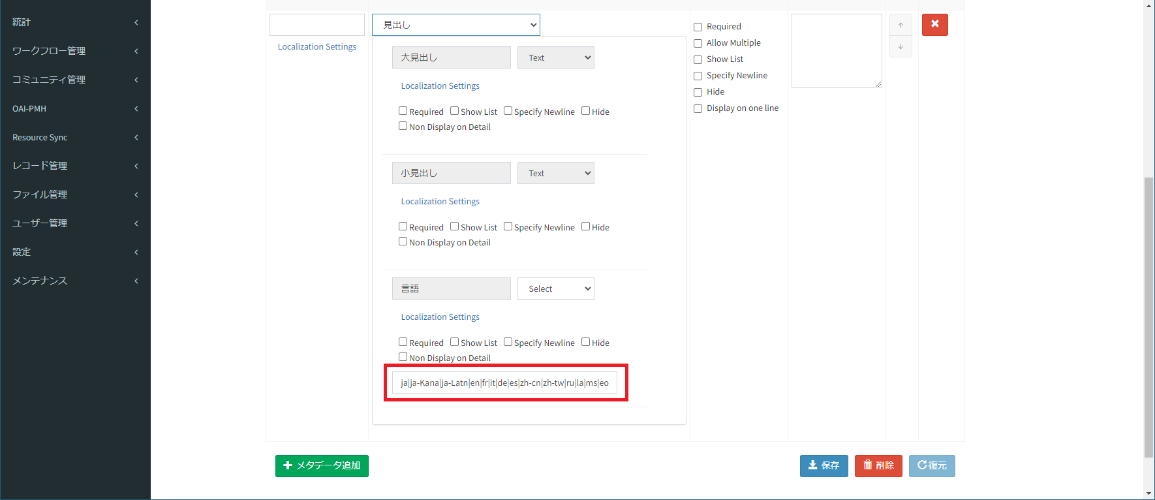 統計
ワークフロー管理
コミュニティ管理
OAI-PMH
Resource Sync
レコード管理
ファイル管理
ユーザー管理
設定
メンテナンス
Localization Settings
見出し
大見出し Text
Localization Settings
Required Show List Specify Newline Hide
Non Display on Detail
小見出し Text
Localization Settings
Required Show List Specify Newline Hide
Non Display on Detail
言語 Select
Localization Settings
Required Show List Specify Newline Hide
Non Display on Detail
ja|ja-Kana|ja-Latn|en|fr|it|de|es|zh-cn|zh-tw|ru|la|ms|eo
Required
Allow Multiple
Show List
Specify Newline
Hide
Display on one line
メタデータ追加
保存 削除 復元